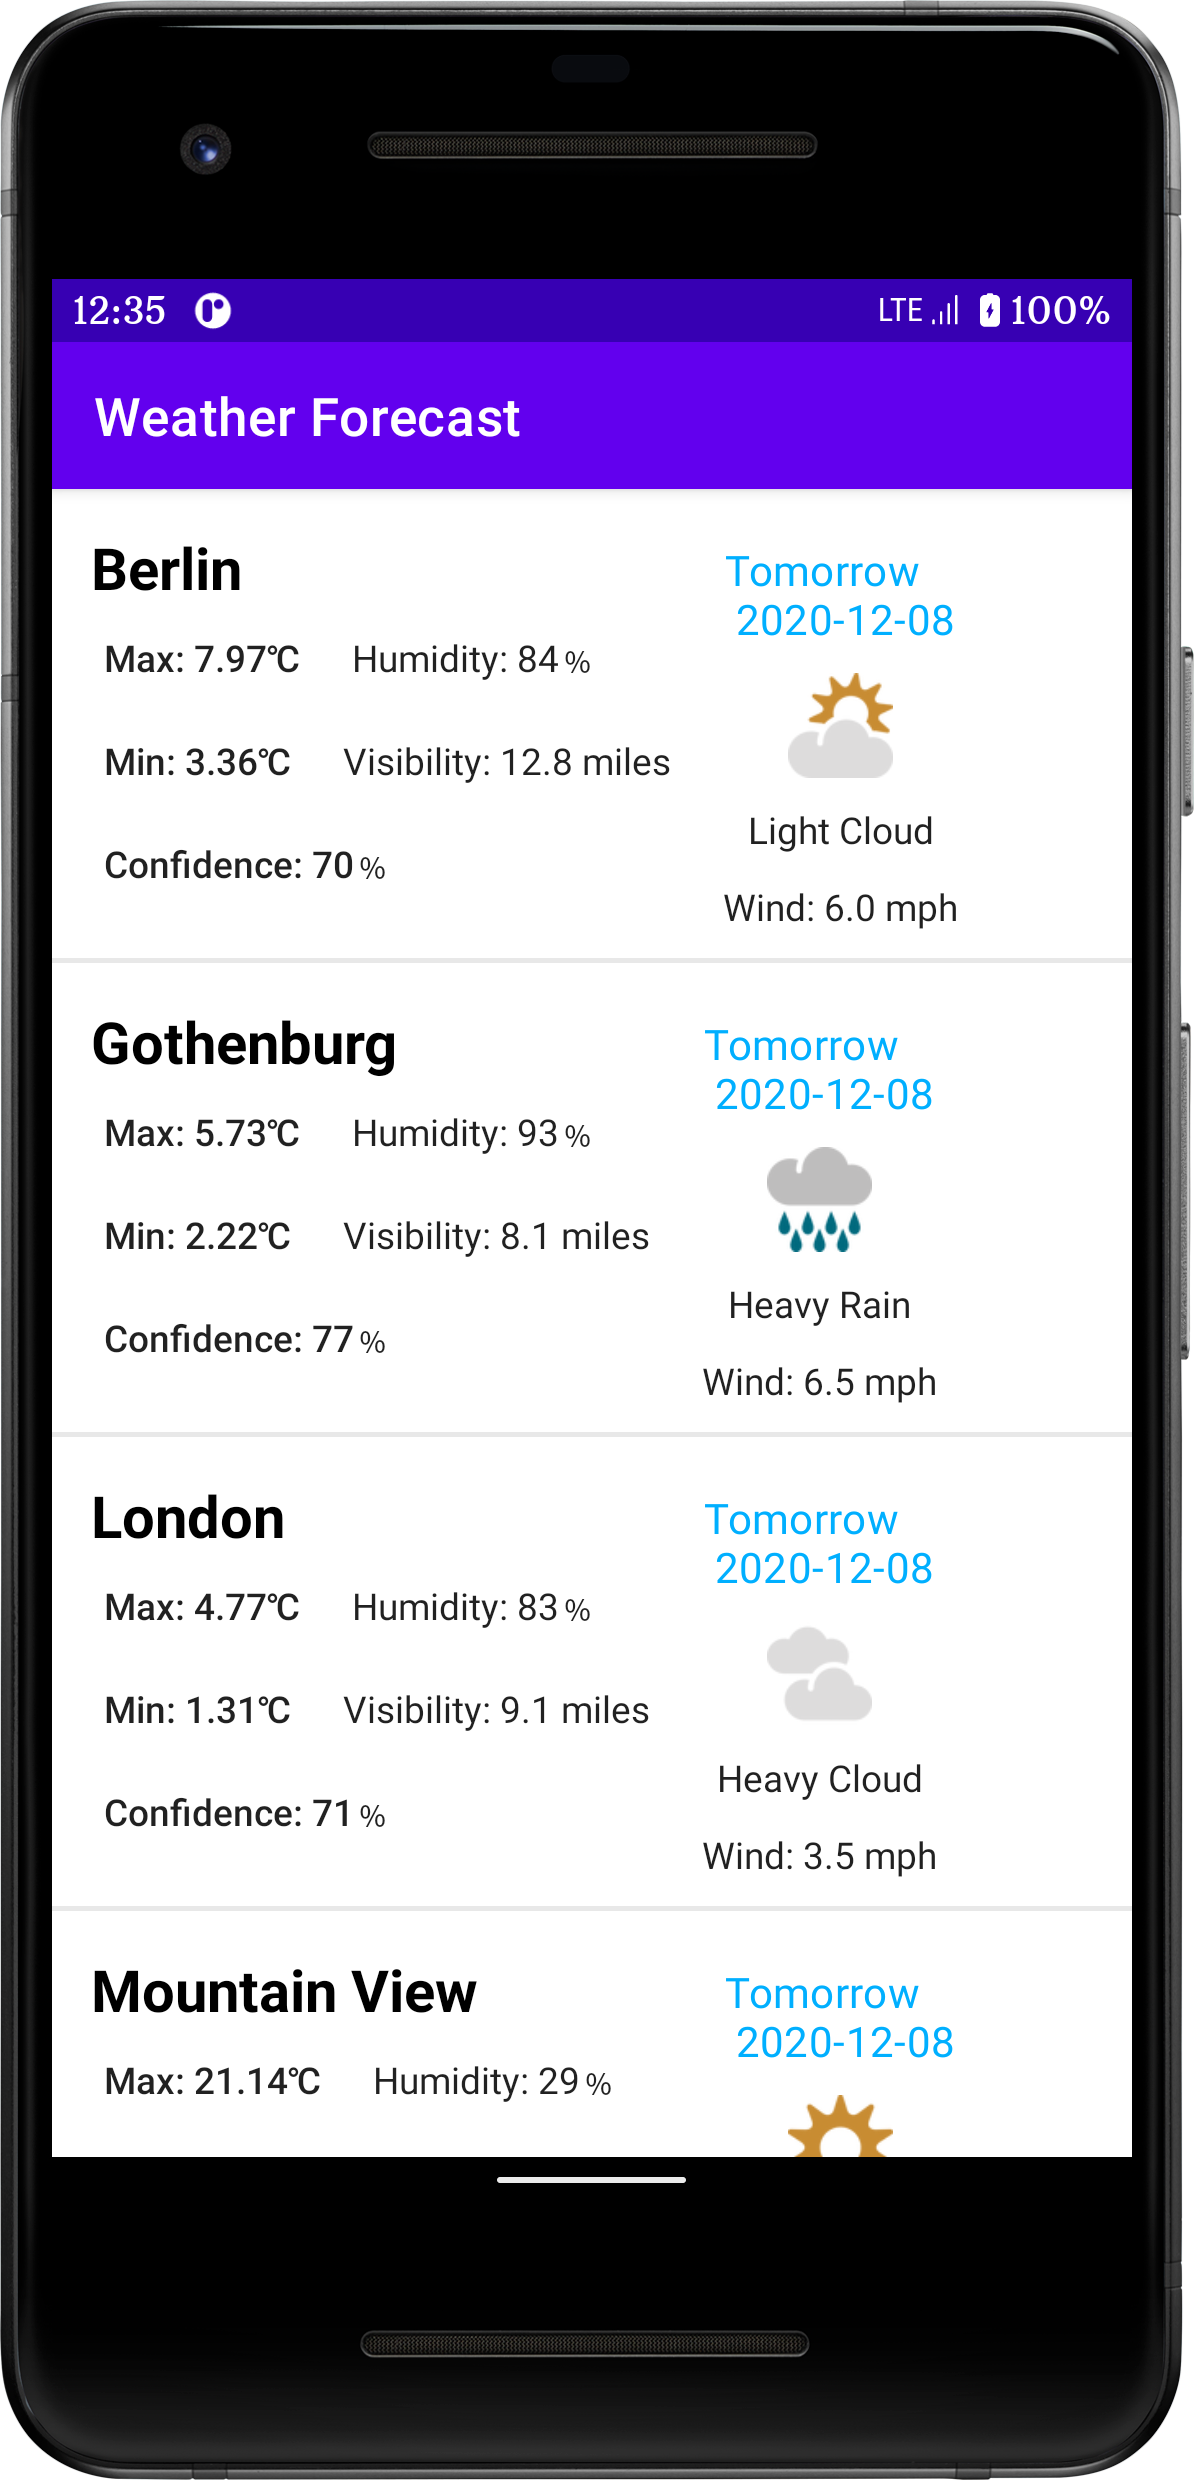 12:35 LTE 100%
Weather Forecast
Berlin
Tomorrow
2020-12-08
Max: 7.97℃ Humidity: 84 %
Min: 3.36℃ Visibility: 12.8 miles
Light Cloud
Confidence: 70 %
Wind: 6.0 mph
Gothenburg
Tomorrow
2020-12-08
Max: 5.73℃ Humidity: 93 %
Min: 2.22℃ Visibility: 8.1 miles
Heavy Rain
Confidence: 77 %
Wind: 6.5 mph
London
Tomorrow
2020-12-08
Max: 4.77℃ Humidity: 83 %
Min: 1.31℃ Visibility: 9.1 miles
Heavy Cloud
Confidence: 71 %
Wind: 3.5 mph
Mountain View
Tomorrow
2020-12-08
Max: 21.14℃ Humidity: 29 %